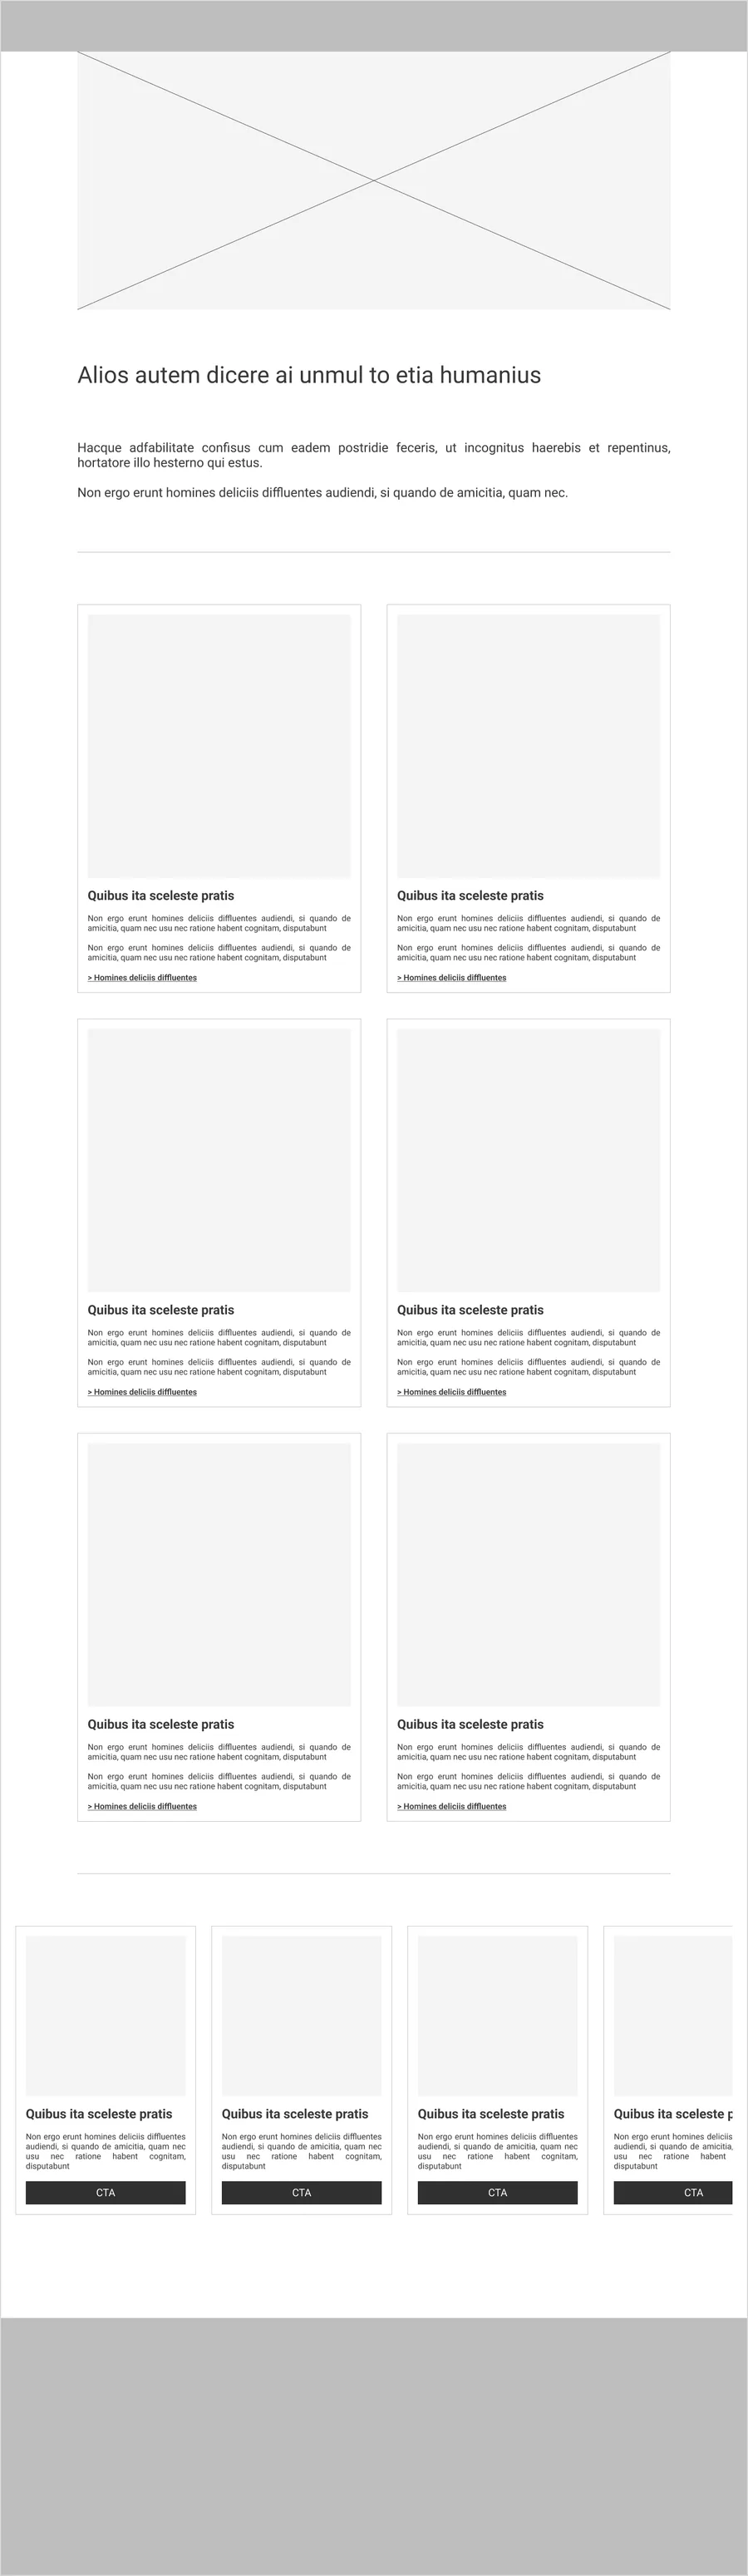 Alios autem dicere ai unmul to etia humanius
Hacque adfabilitate confisus cum eadem postridie feceris, ut incognitus haerebis et repentinus,
hortatore illo hesterno qui estus.
Non ergo erunt homines deliciis diffluentes audiendi, si quando de amicitia, quam nec.
Quibus ita sceleste pratis
Non ergo erunt homines deliciis diffluentes audiendi, si quando de
amicitia, quam nec usu nec ratione habent cognitam, disputabunt
Non ergo erunt homines deliciis diffluentes audiendi, si quando de
amicitia, quam nec usu nec ratione habent cognitam, disputabunt
> Homines deliciis diffluentes
Quibus ita sceleste pratis
Non ergo erunt homines deliciis diffluentes audiendi, si quando de
amicitia, quam nec usu nec ratione habent cognitam, disputabunt
Non ergo erunt homines deliciis diffluentes audiendi, si quando de
amicitia, quam nec usu nec ratione habent cognitam, disputabunt
> Homines deliciis diffluentes
Quibus ita sceleste pratis
Non ergo erunt homines deliciis diffluentes audiendi, si quando de
amicitia, quam nec usu nec ratione habent cognitam, disputabunt
Non ergo erunt homines deliciis diffluentes audiendi, si quando de
amicitia, quam nec usu nec ratione habent cognitam, disputabunt
> Homines deliciis diffluentes
Quibus ita sceleste pratis
Non ergo erunt homines deliciis diffluentes audiendi, si quando de
amicitia, quam nec usu nec ratione habent cognitam, disputabunt
Non ergo erunt homines deliciis diffluentes audiendi, si quando de
amicitia, quam nec usu nec ratione habent cognitam, disputabunt
> Homines deliciis diffluentes
Quibus ita sceleste pratis
Non ergo erunt homines deliciis diffluentes audiendi, si quando de
amicitia, quam nec usu nec ratione habent cognitam, disputabunt
Non ergo erunt homines deliciis diffluentes audiendi, si quando de
amicitia, quam nec usu nec ratione habent cognitam, disputabunt
> Homines deliciis diffluentes
Quibus ita sceleste pratis
Non ergo erunt homines deliciis diffluentes audiendi, si quando de
amicitia, quam nec usu nec ratione habent cognitam, disputabunt
Non ergo erunt homines deliciis diffluentes audiendi, si quando de
amicitia, quam nec usu nec ratione habent cognitam, disputabunt
> Homines deliciis diffluentes
Quibus ita sceleste pratis
Non ergo erunt homines deliciis diffluentes
audiendi, si quando de amicitia, quam nec
usu nec ratione habent cognitam,
disputabunt
CTA
Quibus ita sceleste pratis
Non ergo erunt homines deliciis diffluentes
audiendi, si quando de amicitia, quam nec
usu nec ratione habent cognitam,
disputabunt
CTA
Quibus ita sceleste pratis
Non ergo erunt homines deliciis diffluentes
audiendi, si quando de amicitia, quam nec
usu nec ratione habent cognitam,
disputabunt
CTA
Quibus ita sceleste p
Non ergo erunt homines deliciis
audiendi, si quando de amicitia,
usu nec ratione habent
disputabunt
CTA